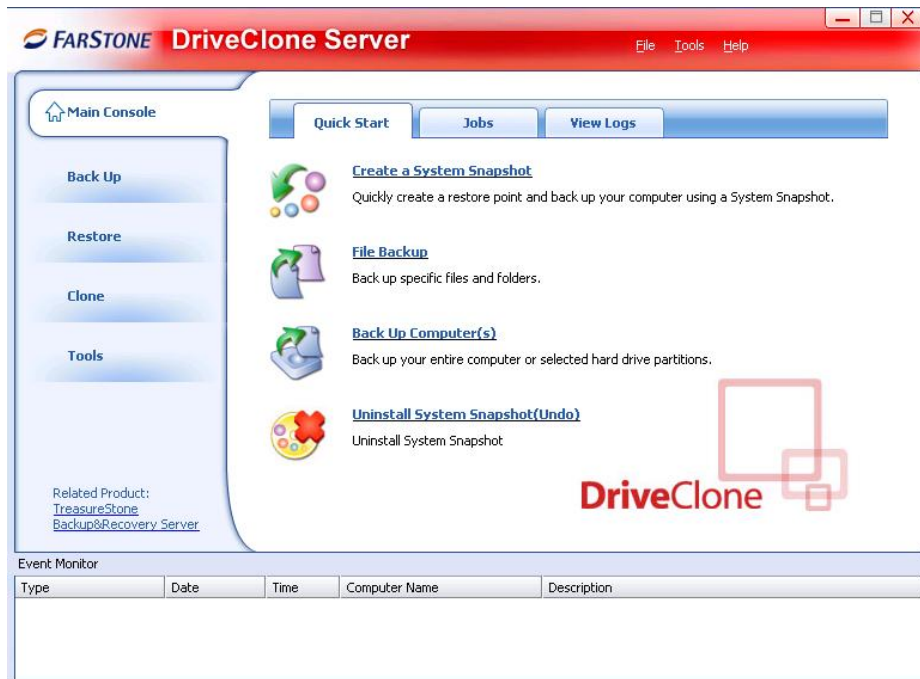 FARSTONE DriveClone Server
File Tools Help
Main Console
Back Up
Restore
Clone
Tools
Related Product:
TreasureStone
Backup&Recovery Server
Quick Start Jobs View Logs
Create a System Snapshot
Quickly create a restore point and back up your computer using a System Snapshot.
File Backup
Back up specific files and folders.
Back Up Computer(s)
Back up your entire computer or selected hard drive partitions.
Uninstall System Snapshot(Undo)
Uninstall System Snapshot
DriveClone
Event Monitor
Type Date Time Computer Name Description